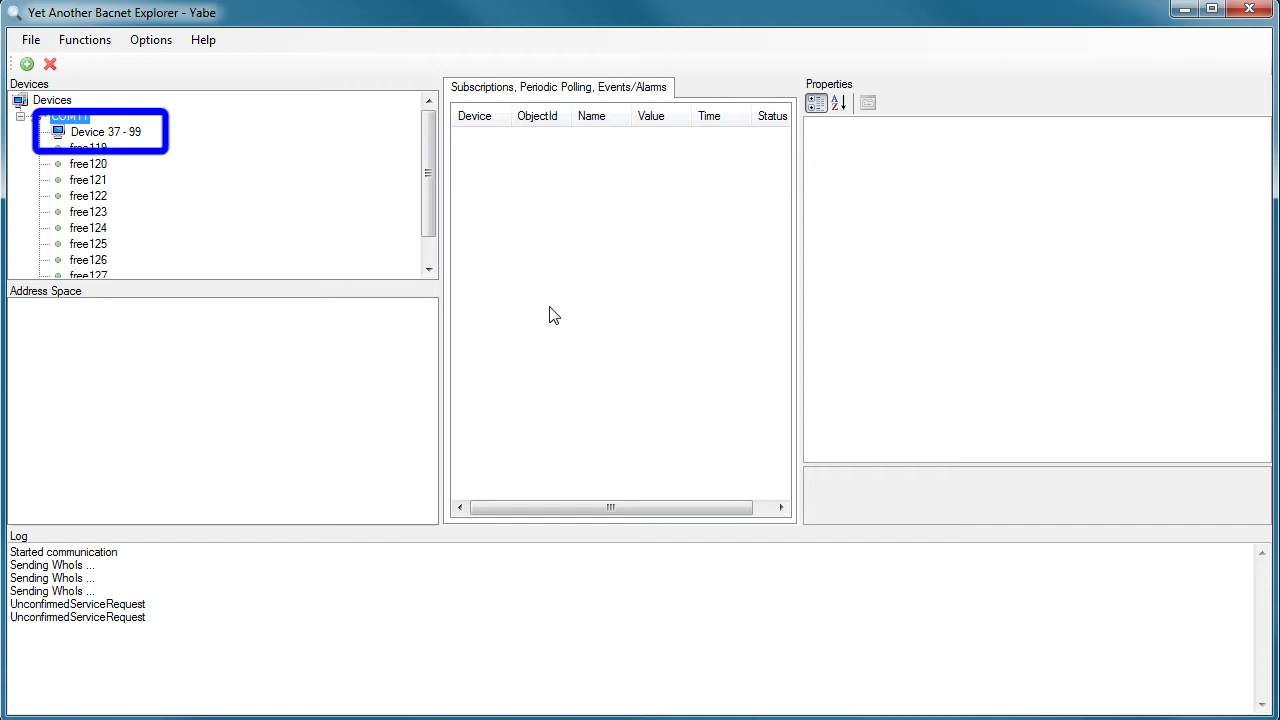 Yet Another Bacnet Explorer - Yabe
File Functions Options Help
Devices
Devices
Device 37 - 99
free119
free120
free121
free122
free123
free124
free125
free126
free127
Address Space
Subscriptions, Periodic Polling, Events/Alarms
Device ObjectId Name Value Time Status
Properties
Log
Started communication
Sending WhoIs ...
Sending WhoIs ...
Sending WhoIs ...
UnconfirmedServiceRequest
UnconfirmedServiceRequest